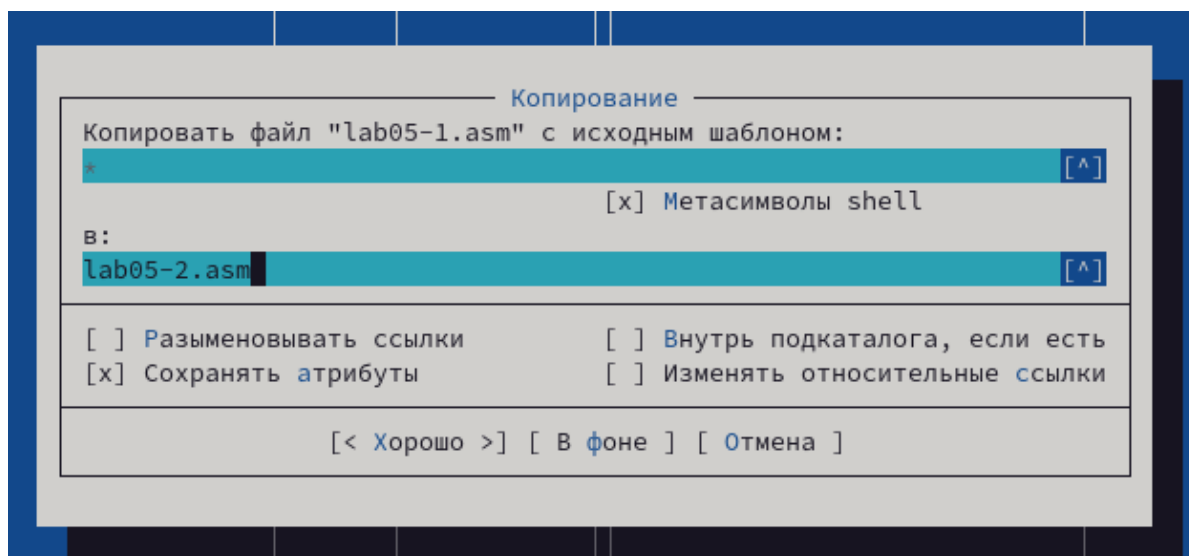 Копирование
Копировать файл "lab05-1.asm" с исходным шаблоном:
* [^]
[x] Метасимволы shell
в:
lab05-2.asm [^]
[ ] Разыменовывать ссылки [ ] Внутрь подкаталога, если есть
[x] Сохранять атрибуты [ ] Изменять относительные ссылки
[< Хорошо >] [ В фоне ] [ Отмена ]